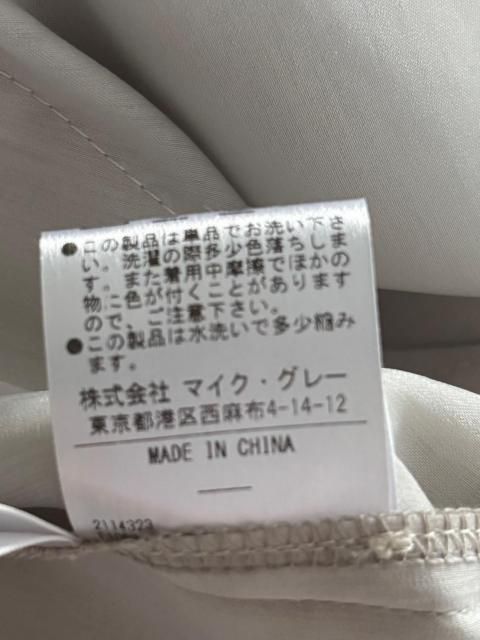 ●この製品は単品でお洗い下さ
い。洗濯の際多少色落ちしま
す。また着用中摩擦でほかの
物に色が付くことがあります
ので、ご注意下さい。
●この製品は水洗いで多少縮み
ます。
株式会社 マイク・グレー
東京都港区西麻布4-14-12
MADE IN CHINA
2114323